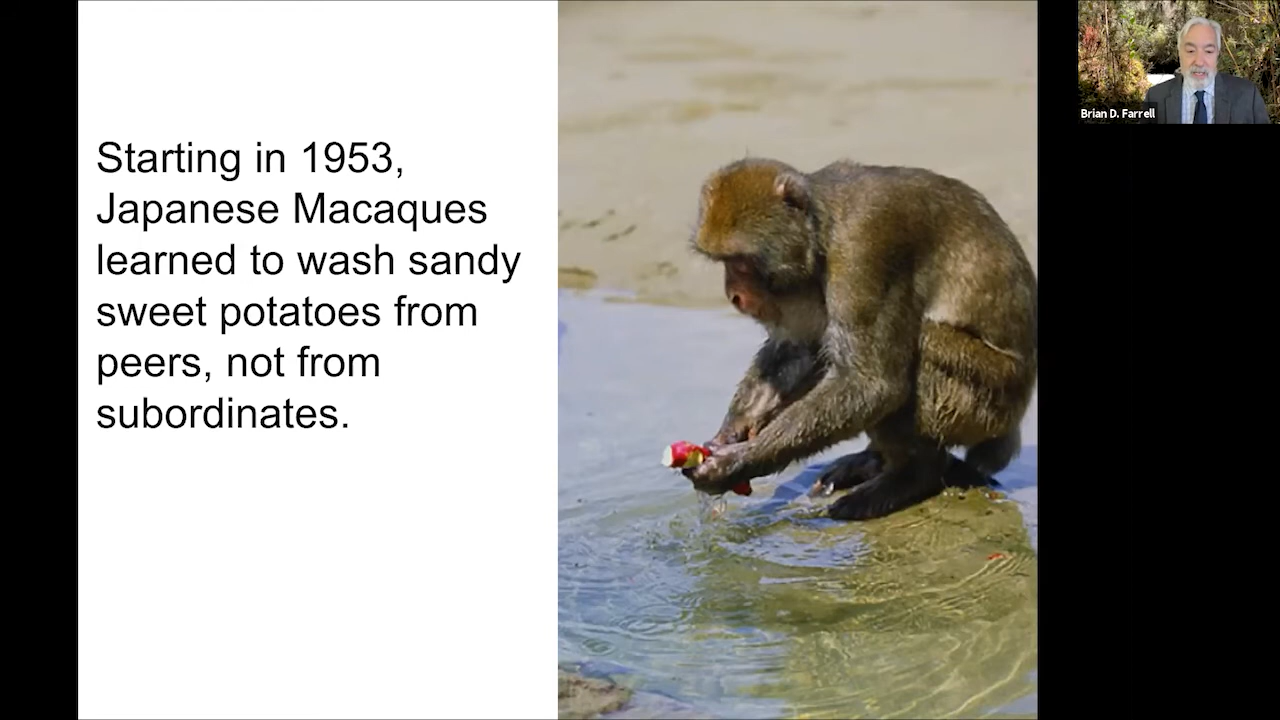 Starting in 1953,
Japanese Macaques
learned to wash sandy
sweet potatoes from
peers, not from
subordinates.
Brian D. Farrell